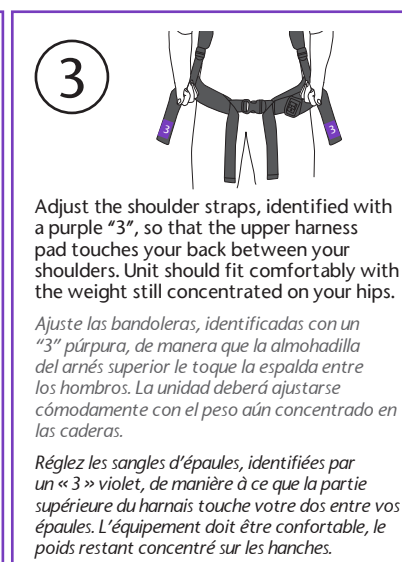 3
3 3
Adjust the shoulder straps, identified with
a purple “3”, so that the upper harness
pad touches your back between your
shoulders. Unit should fit comfortably with
the weight still concentrated on your hips.
Ajuste las bandoleras, identificadas con un
“3” púrpura, de manera que la almohadilla
del arnés superior le toque la espalda entre
los hombros. La unidad deberá ajustarse
cómodamente con el peso aún concentrado en
las caderas.
Réglez les sangles d’épaules, identifiées par
un « 3 » violet, de manière à ce que la partie
supérieure du harnais touche votre dos entre vos
épaules. L’équipement doit être confortable, le
poids restant concentré sur les hanches.